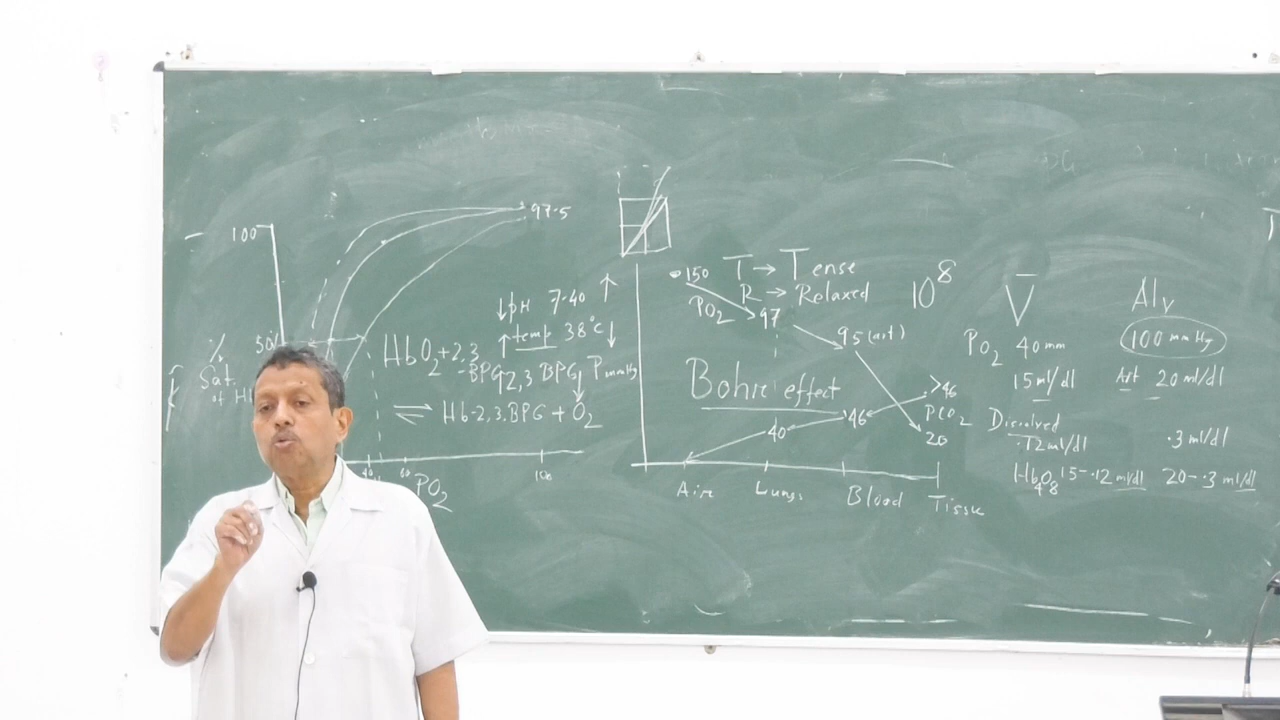 97.5
100
50
%
Sat.
of H
↓pH 7.40 ↑
↑temp 38°C↓
HbO2+2,3
-BPG ↑2,3 BPG↓ PmmHg
⇌ Hb-2,3.BPG + O2
40
100
PO2
150
T → Tense
R → Relaxed
PO2
97
95 (art)
Bohr effect
>46
PCO2
46
40
20
Air Lungs Blood Tissue
10^8
V̅ Alv
PO2 40 mm 100 mm Hg
15 ml/dl Art 20 ml/dl
Dissolved
.12 ml/dl .3 ml/dl
Hb4O8 15-.12 ml/dl 20-.3 ml/dl